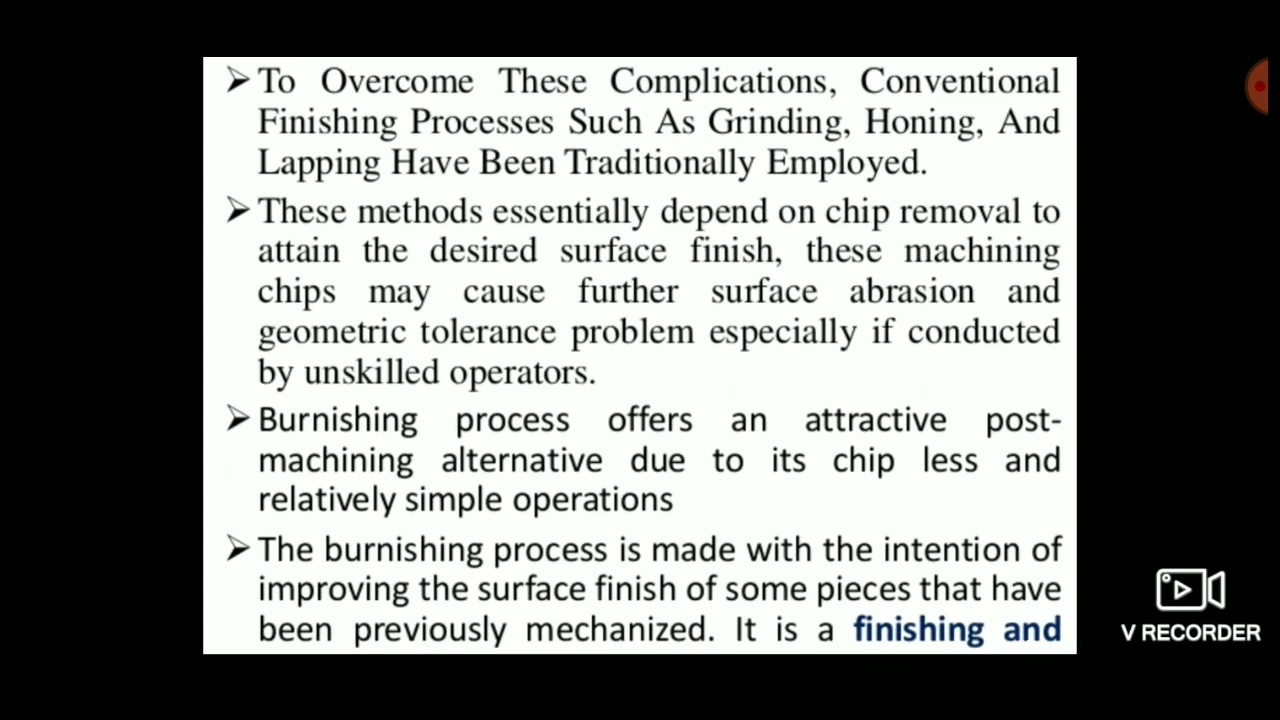 ➢ To Overcome These Complications, Conventional
Finishing Processes Such As Grinding, Honing, And
Lapping Have Been Traditionally Employed.
➢ These methods essentially depend on chip removal to
attain the desired surface finish, these machining
chips may cause further surface abrasion and
geometric tolerance problem especially if conducted
by unskilled operators.
➢ Burnishing process offers an attractive post-
machining alternative due to its chip less and
relatively simple operations
➢ The burnishing process is made with the intention of
improving the surface finish of some pieces that have
been previously mechanized. It is a finishing and
V RECORDER